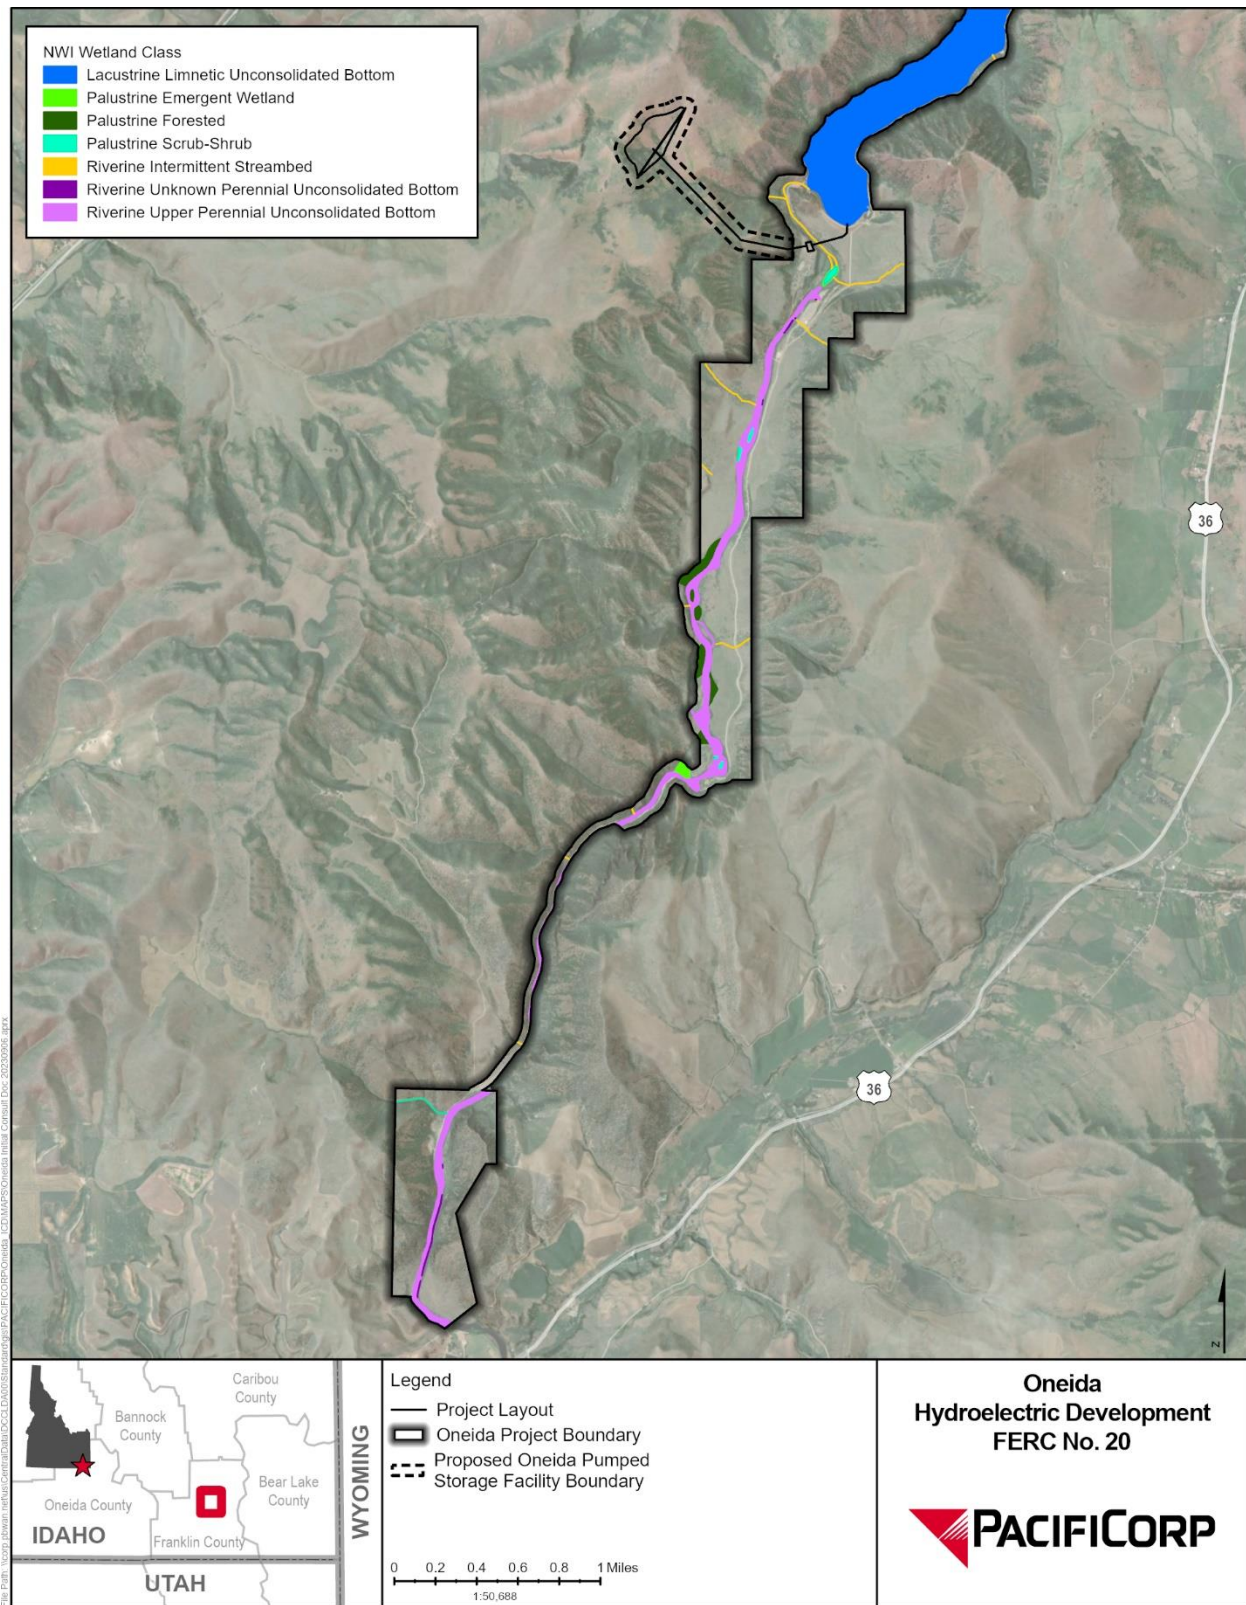 NWI Wetland Class
Lacustrine Limnetic Unconsolidated Bottom
Palustrine Emergent Wetland
Palustrine Forested
Palustrine Scrub-Shrub
Riverine Intermittent Streambed
Riverine Unknown Perennial Unconsolidated Bottom
Riverine Upper Perennial Unconsolidated Bottom
36
36
N
Caribou
County
Bannock
County
Bear Lake
County
Oneida County
IDAHO
Franklin County
UTAH
WYOMING
Legend
Project Layout
Oneida Project Boundary
Proposed Oneida Pumped
Storage Facility Boundary
0 0.2 0.4 0.6 0.8 1 Miles
1:50,688
Oneida
Hydroelectric Development
FERC No. 20
PACIFICORP